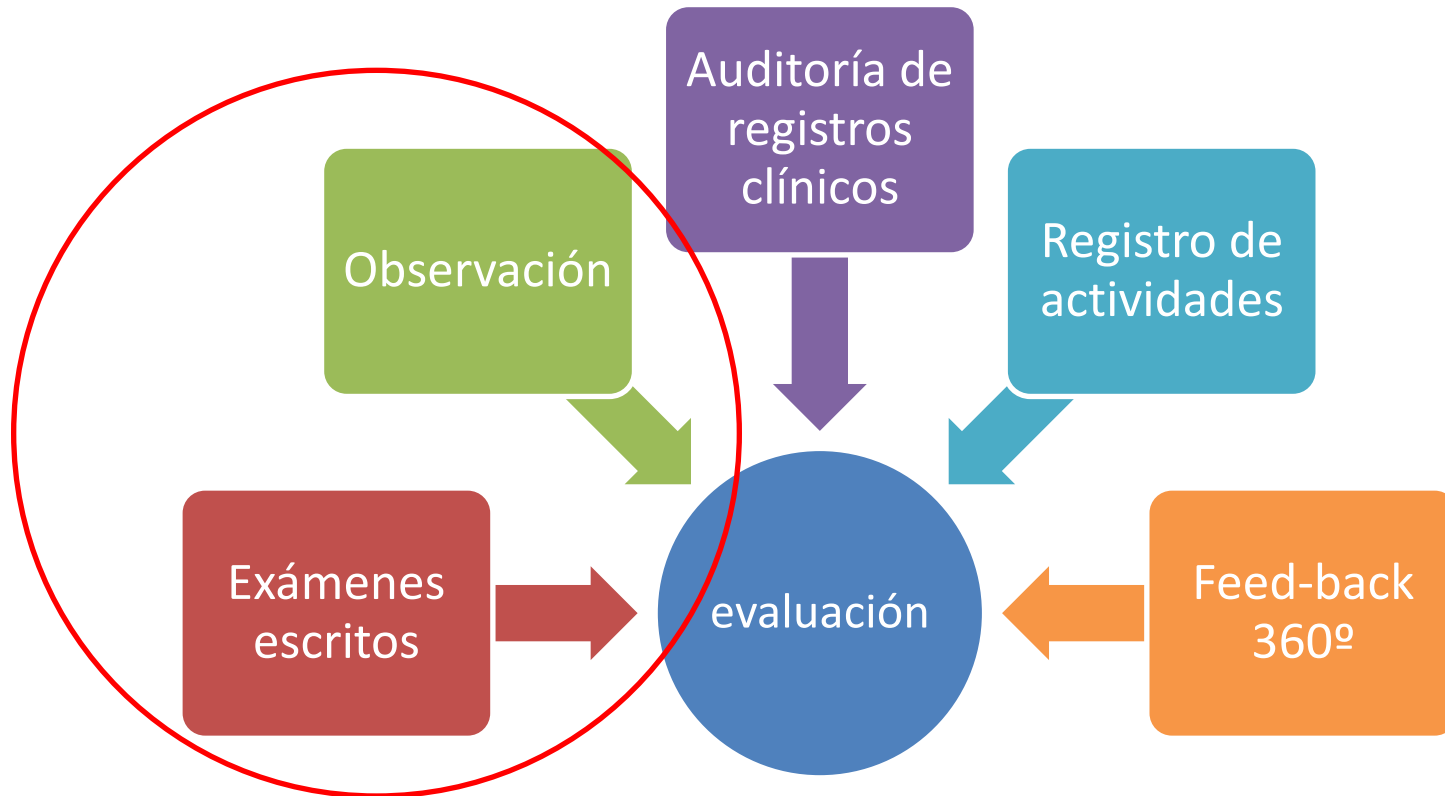 Auditoría de
registros
clínicos
Observación
Registro de
actividades
Exámenes
escritos
evaluación
Feed-back
360º